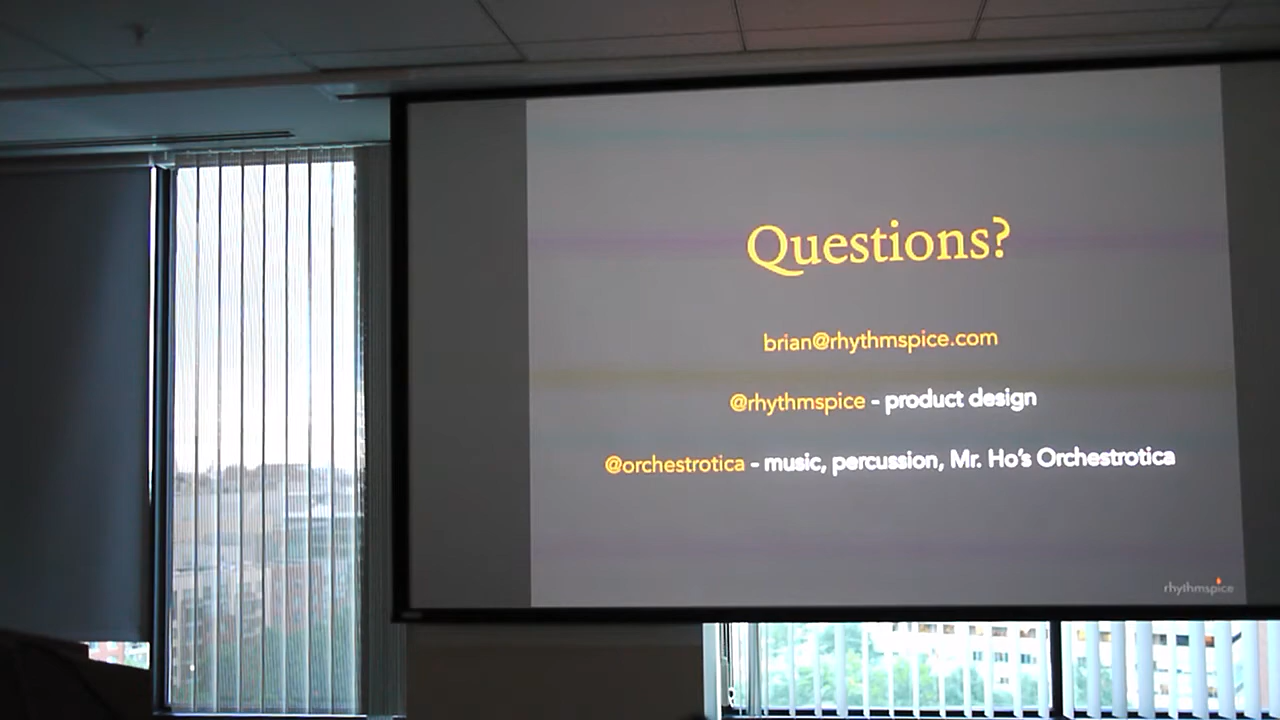 Questions?
brian@rhythmspice.com
@rhythmspice - product design
@orchestrotica - music, percussion, Mr. Ho's Orchestrotica
rhythmspice